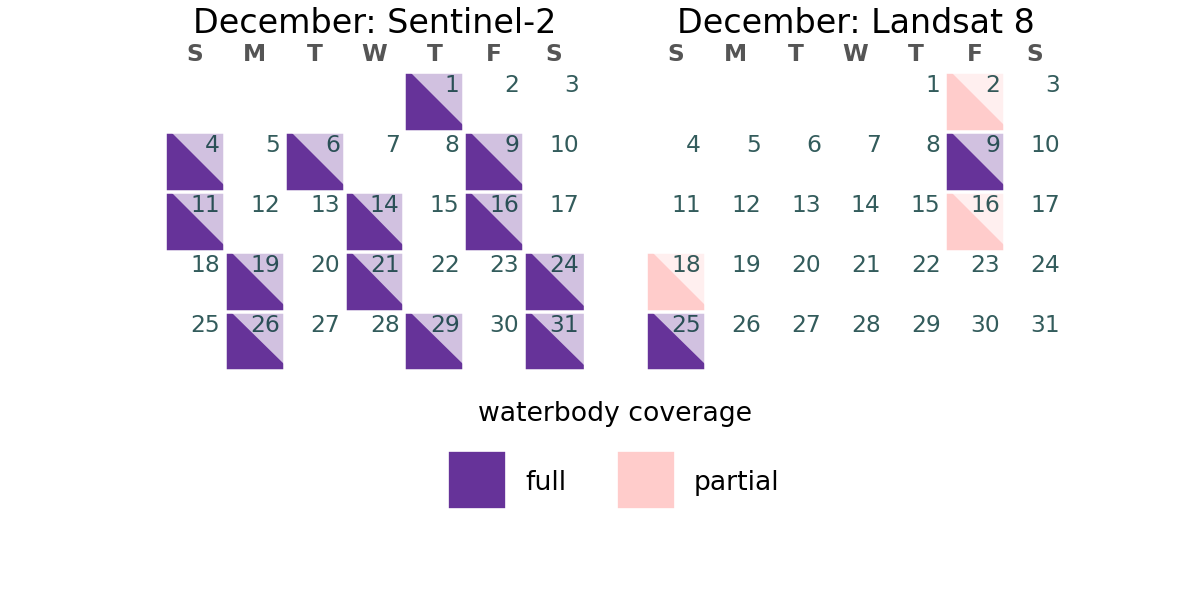 December: Sentinel-2
S M T W T F S
1 2 3
4 5 6 7 8 9 10
11 12 13 14 15 16 17
18 19 20 21 22 23 24
25 26 27 28 29 30 31
December: Landsat 8
S M T W T F S
1 2 3
4 5 6 7 8 9 10
11 12 13 14 15 16 17
18 19 20 21 22 23 24
25 26 27 28 29 30 31
waterbody coverage
full
partial